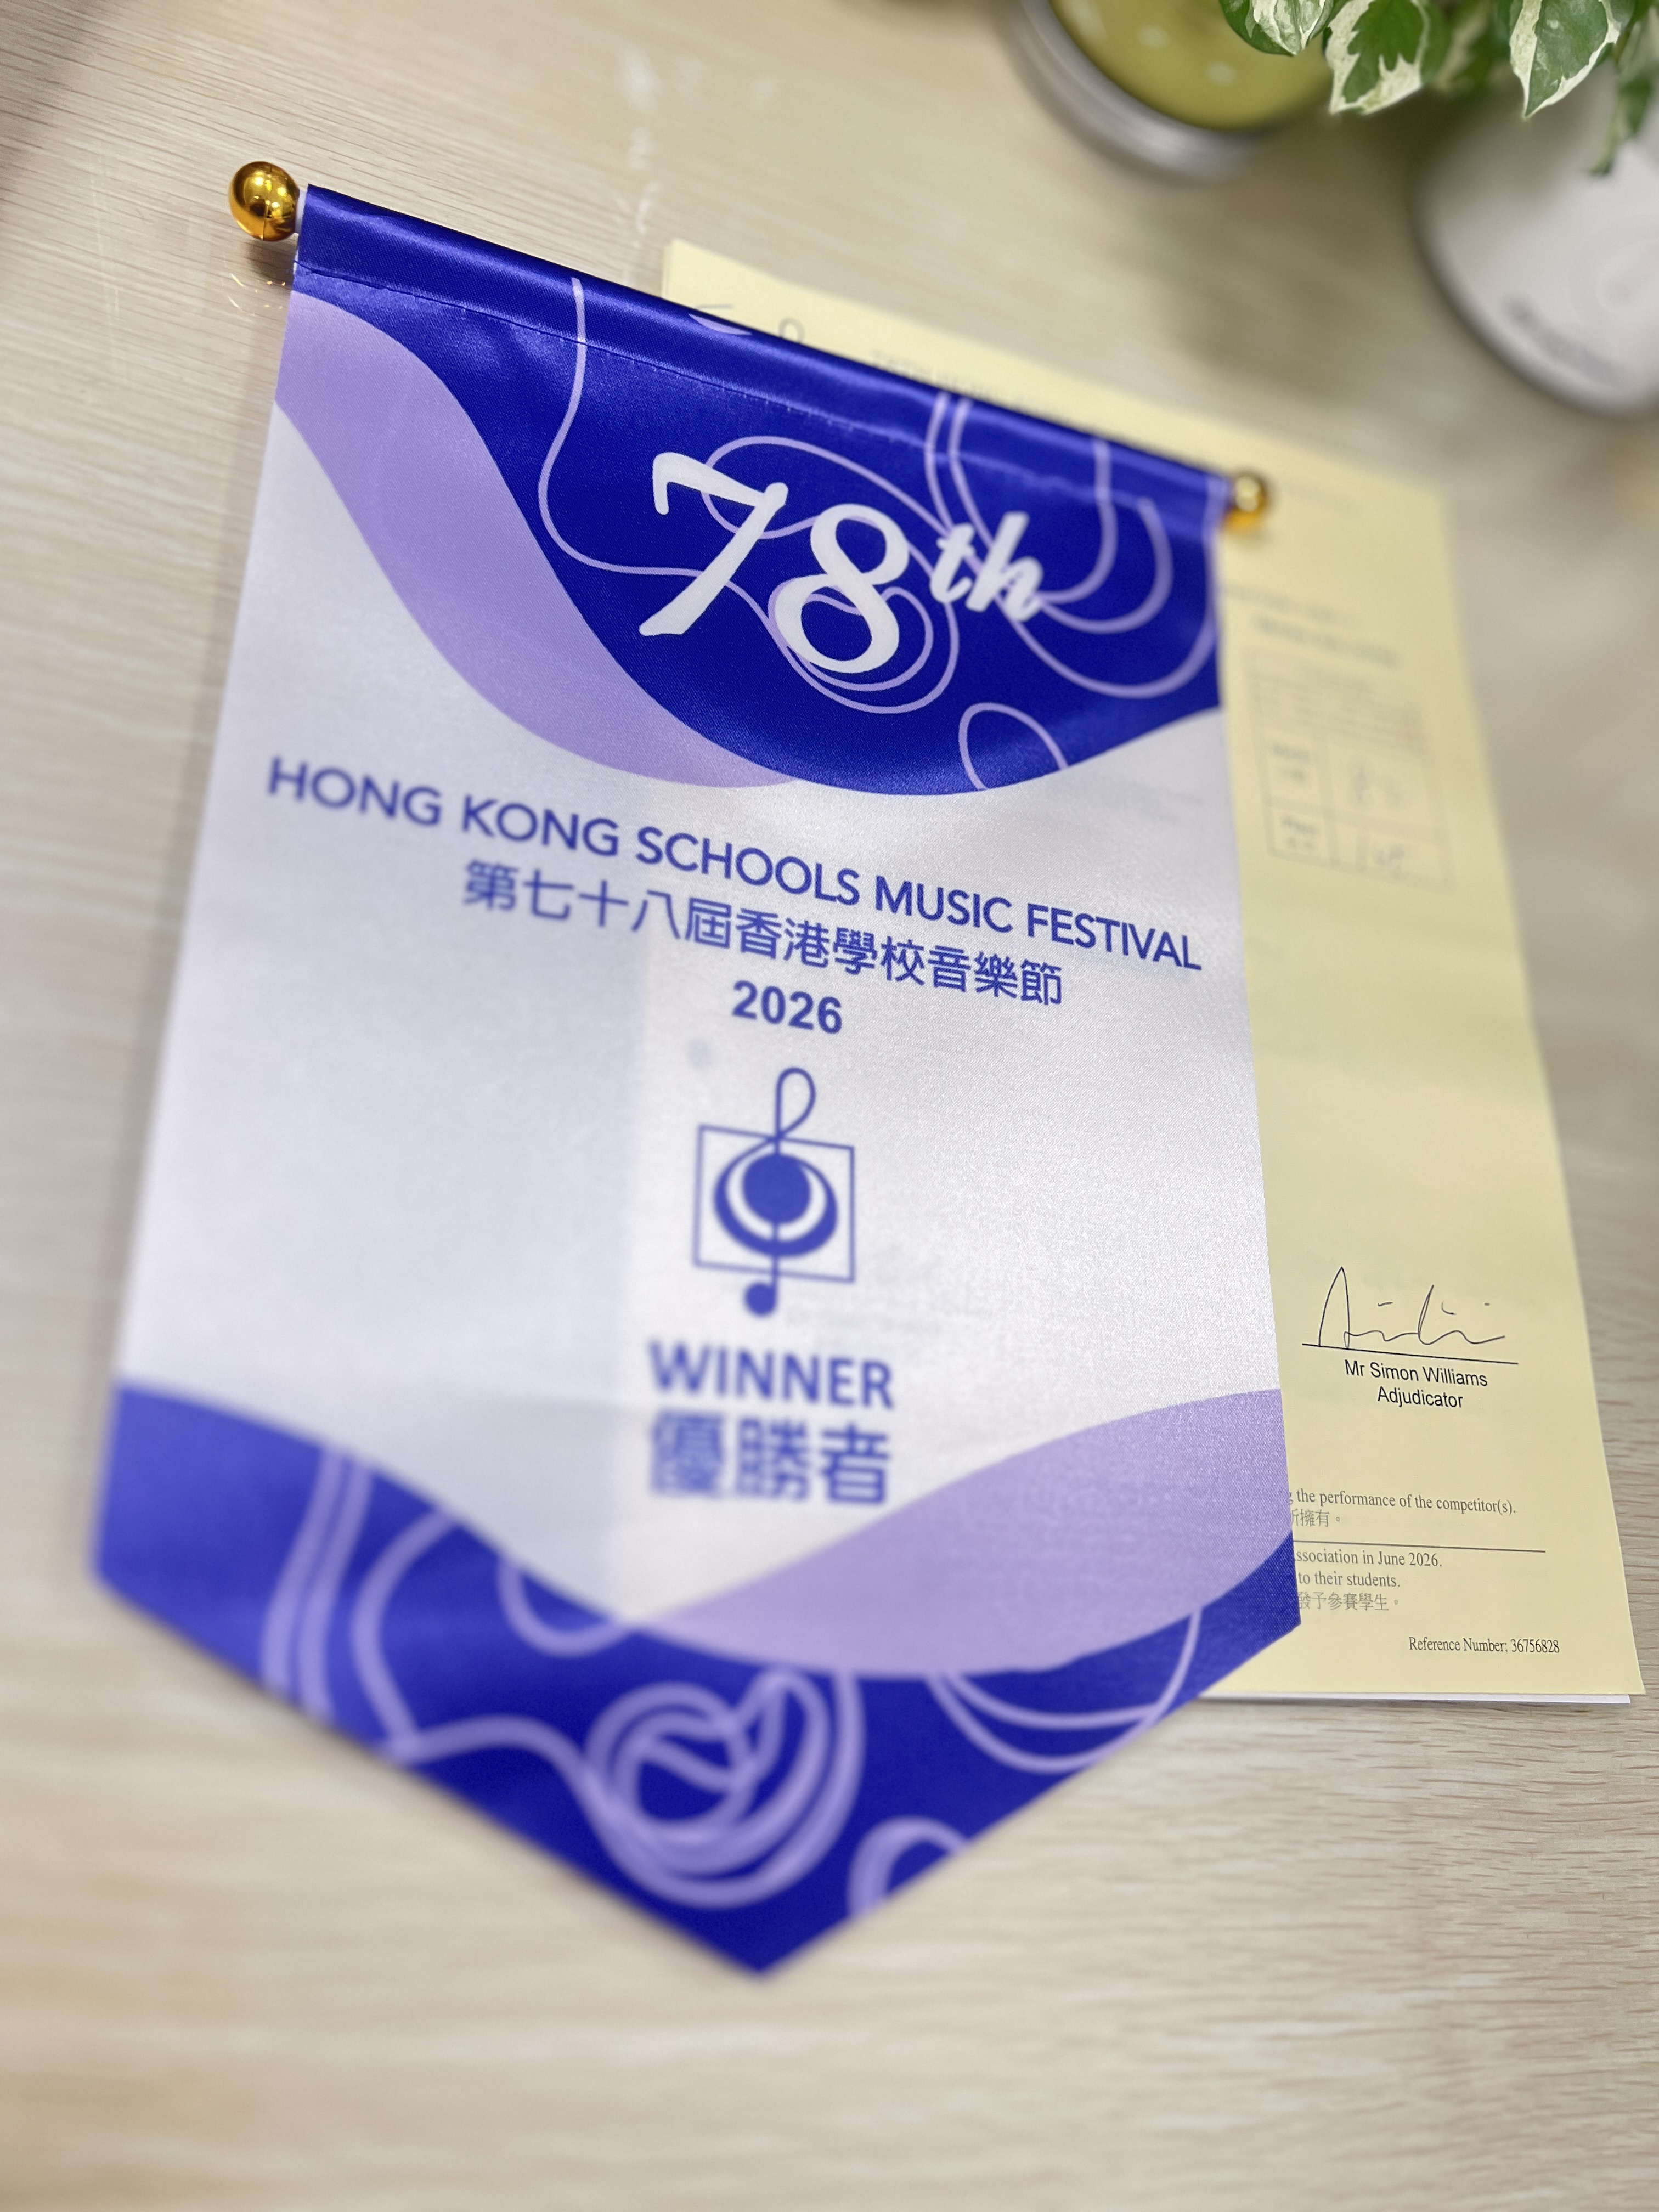 78th
HONG KONG SCHOOLS MUSIC FESTIVAL
第七十八屆香港學校音樂節
2026
WINNER
優勝者
Mr Simon Williams
Adjudicator
the performance of the competitor(s).
所擁有。
ssociation in June 2026.
to their students.
發予參賽學生。
Reference Number: 36756828